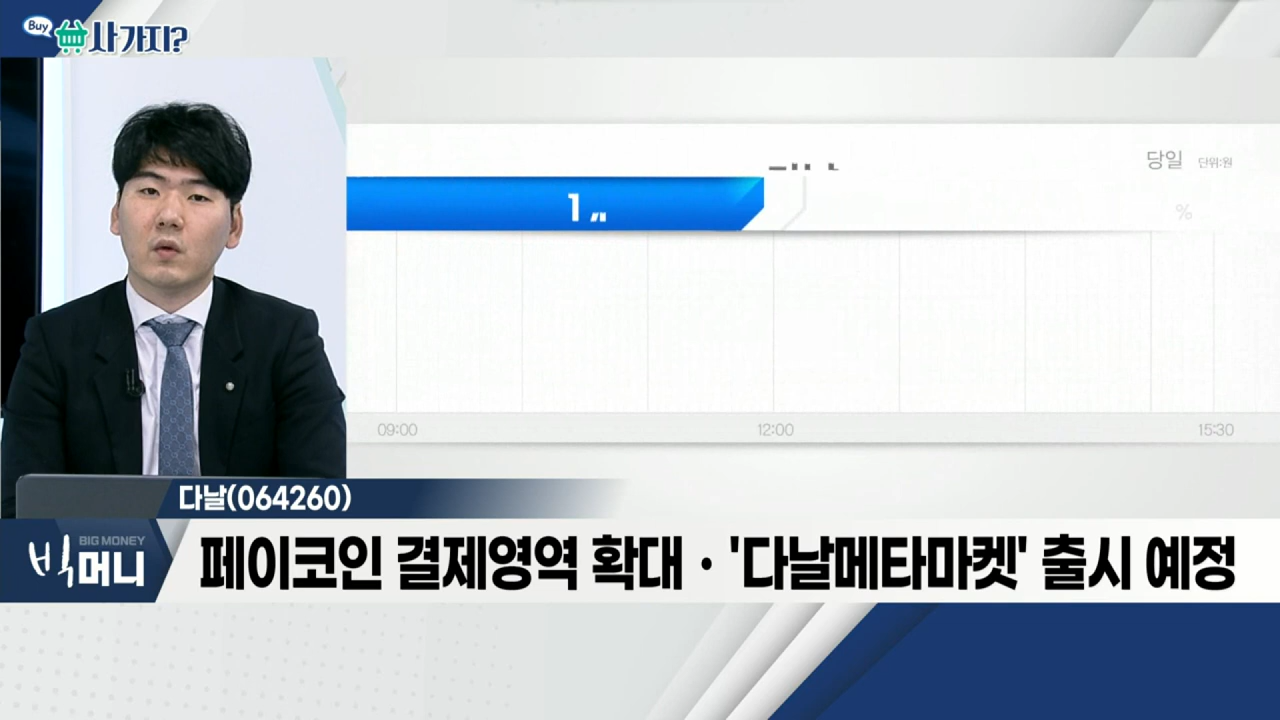 Buy
사가지?
당일 단위:원
1
%
09:00 12:00 15:30
다날(064260)
BIG MONEY
빅머니
페이코인 결제영역 확대·'다날메타마켓' 출시 예정